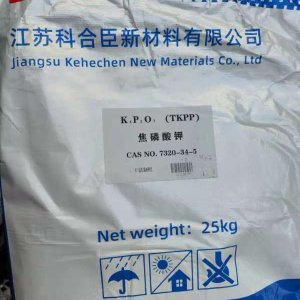 江苏科合臣新材料有限公司
Jiangsu Kehechen New Materials Co., Ltd
K₄P₂O₇ (TKPP)
焦磷酸钾
CAS NO. 7320-34-5
Net weight: 25kg